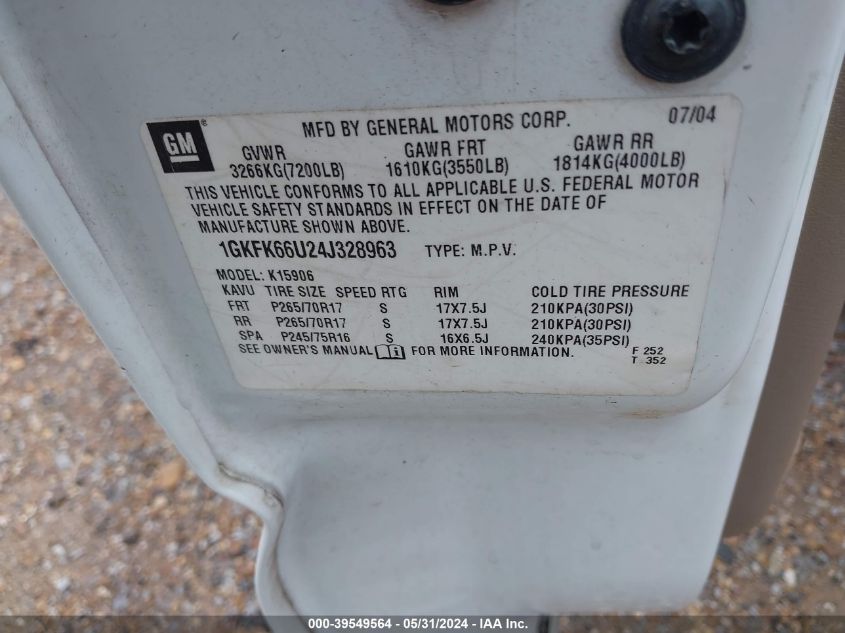 GM ®
MFD BY GENERAL MOTORS CORP. 07/04
GVWR GAWR FRT GAWR RR
3266KG(7200LB) 1610KG(3550LB) 1814KG(4000LB)
THIS VEHICLE CONFORMS TO ALL APPLICABLE U.S. FEDERAL MOTOR
VEHICLE SAFETY STANDARDS IN EFFECT ON THE DATE OF
MANUFACTURE SHOWN ABOVE.
1GKFK66U24J328963 TYPE: M.P.V.
MODEL: K15906
KAVU TIRE SIZE SPEED RTG RIM COLD TIRE PRESSURE
FRT P265/70R17 S 17X7.5J 210KPA(30PSI)
RR P265/70R17 S 17X7.5J 210KPA(30PSI)
SPA P245/75R16 S 16X6.5J 240KPA(35PSI)
SEE OWNER'S MANUAL i FOR MORE INFORMATION. F 252
T 352
000-39549564 / 05/31/2024 - IAA Inc.